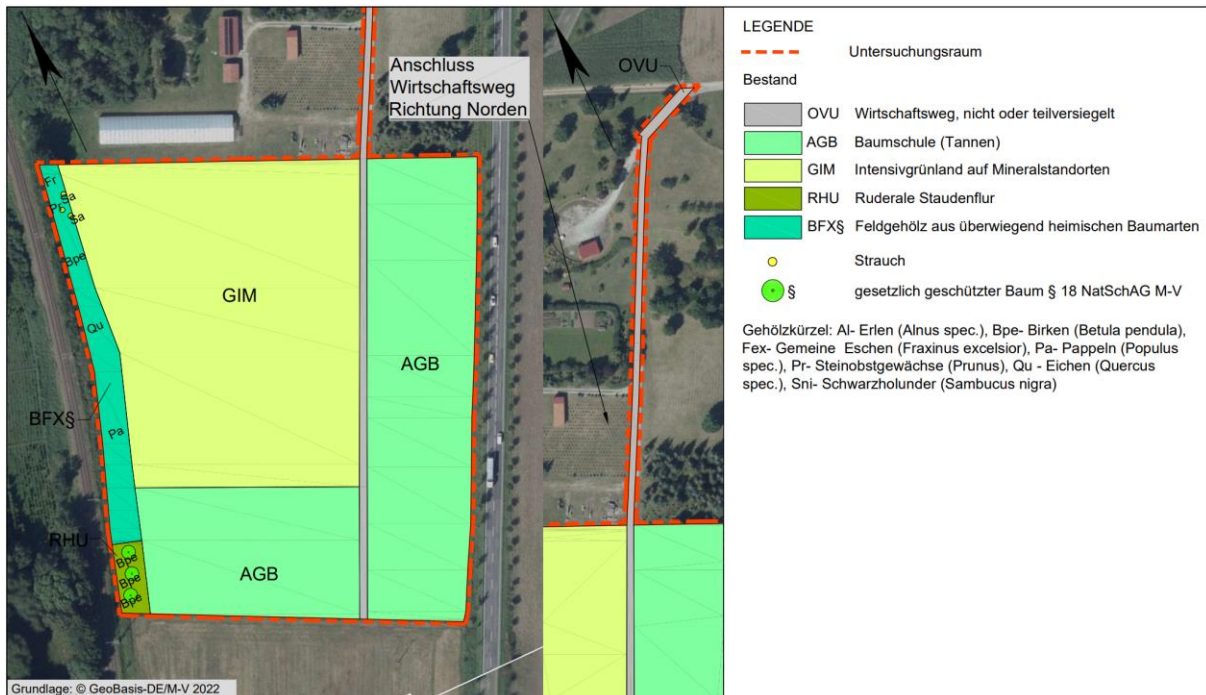 Anschluss
Wirtschaftsweg
Richtung Norden
Fr
Sa
Pr
Sa
Bpe
Qu
GIM
AGB
BFX§
Pa
RHU
Bpe
Bpe
Bpe
AGB
Grundlage: © GeoBasis-DE/M-V 2022
OVU
LEGENDE
Untersuchungsraum
Bestand
OVU Wirtschaftsweg, nicht oder teilversiegelt
AGB Baumschule (Tannen)
GIM Intensivgrünland auf Mineralstandorten
RHU Ruderale Staudenflur
BFX§ Feldgehölz aus überwiegend heimischen Baumarten
Strauch
§ gesetzlich geschützter Baum § 18 NatSchAG M-V
Gehölzkürzel: Al- Erlen (Alnus spec.), Bpe- Birken (Betula pendula),
Fex- Gemeine Eschen (Fraxinus excelsior), Pa- Pappeln (Populus
spec.), Pr- Steinobstgewächse (Prunus), Qu - Eichen (Quercus
spec.), Sni- Schwarzholunder (Sambucus nigra)